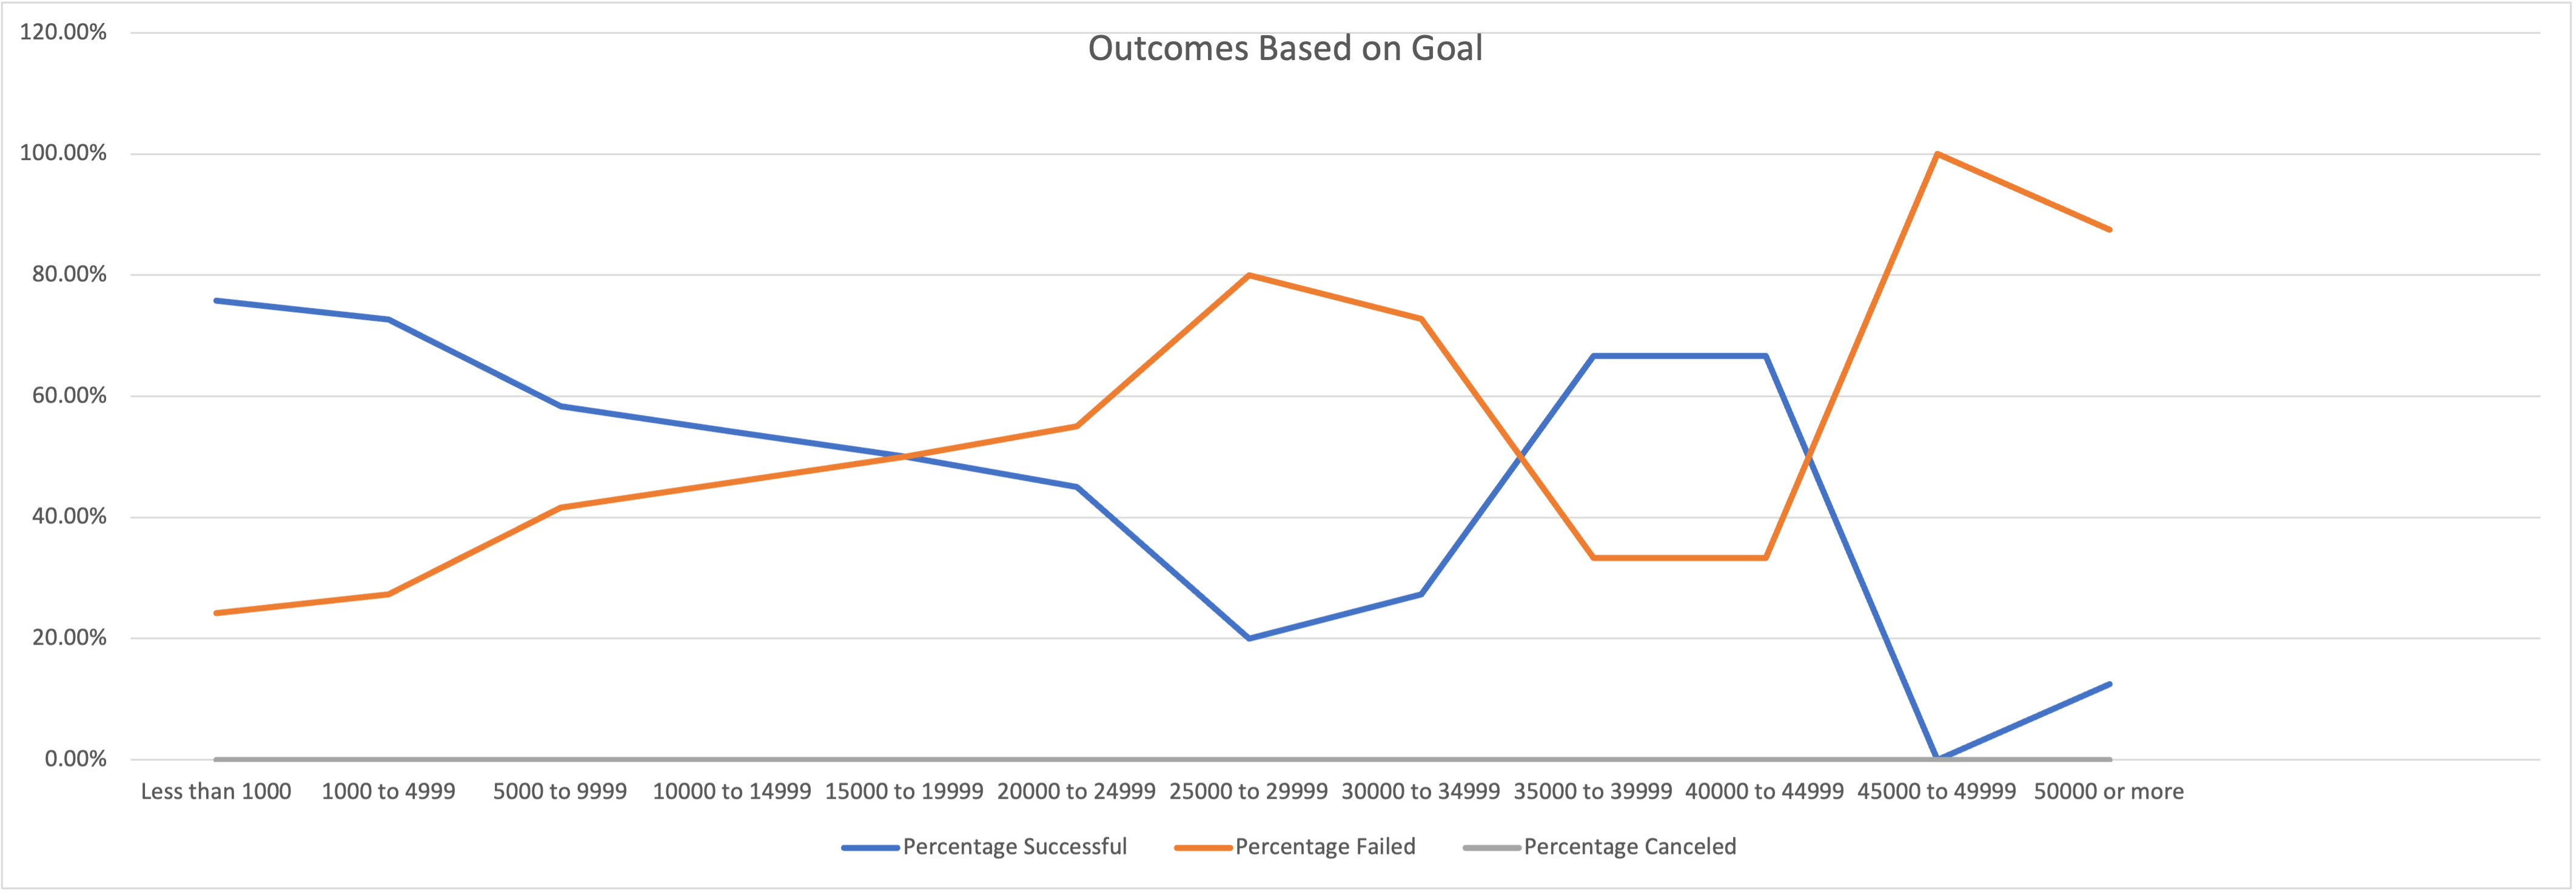 Outcomes Based on Goal
120.00%
100.00%
80.00%
60.00%
40.00%
20.00%
0.00%
Less than 1000 1000 to 4999 5000 to 9999 10000 to 14999 15000 to 19999 20000 to 24999 25000 to 29999 30000 to 34999 35000 to 39999 40000 to 44999 45000 to 49999 50000 or more
Percentage Successful Percentage Failed Percentage Canceled